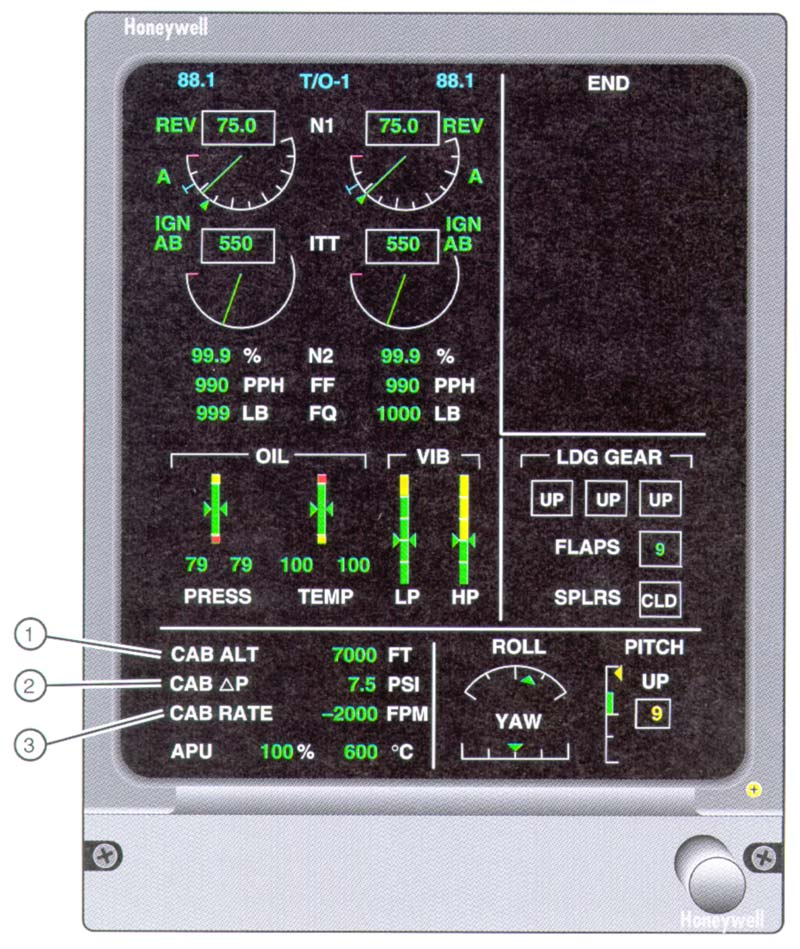 Honeywell
88.1 T/O-1 88.1 END
REV 75.0 N1 75.0 REV
A A
IGN IGN
AB 550 ITT 550 AB
99.9 % N2 99.9 %
990 PPH FF 990 PPH
999 LB FQ 1000 LB
OIL VIB LDG GEAR
UP UP UP
FLAPS 9
79 79 100 100
PRESS TEMP LP HP SPLRS CLD
1 CAB ALT 7000 FT ROLL PITCH
2 CAB △P 7.5 PSI UP
3 CAB RATE –2000 FPM YAW 9
APU 100 % 600 °C
Honeywell